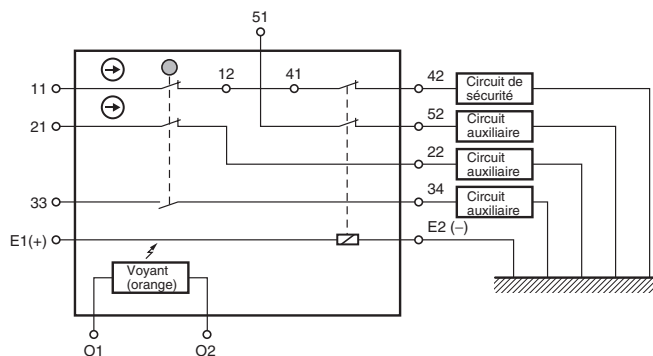 51
11
12
41
42
Circuit de
sécurité
21
52
Circuit
auxiliaire
22
Circuit
auxiliaire
33
34
Circuit
auxiliaire
E1(+)
E2 (–)
Voyant
(orange)
O1
O2